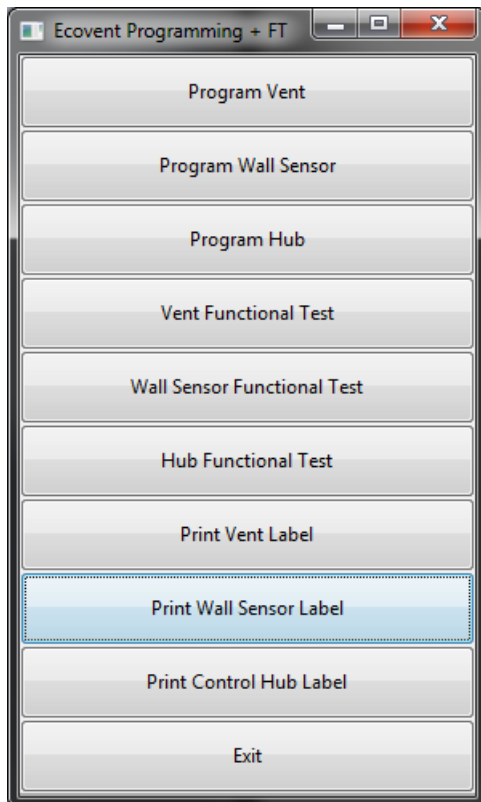 Ecovent Programming + FT
Program Vent
Program Wall Sensor
Program Hub
Vent Functional Test
Wall Sensor Functional Test
Hub Functional Test
Print Vent Label
Print Wall Sensor Label
Print Control Hub Label
Exit